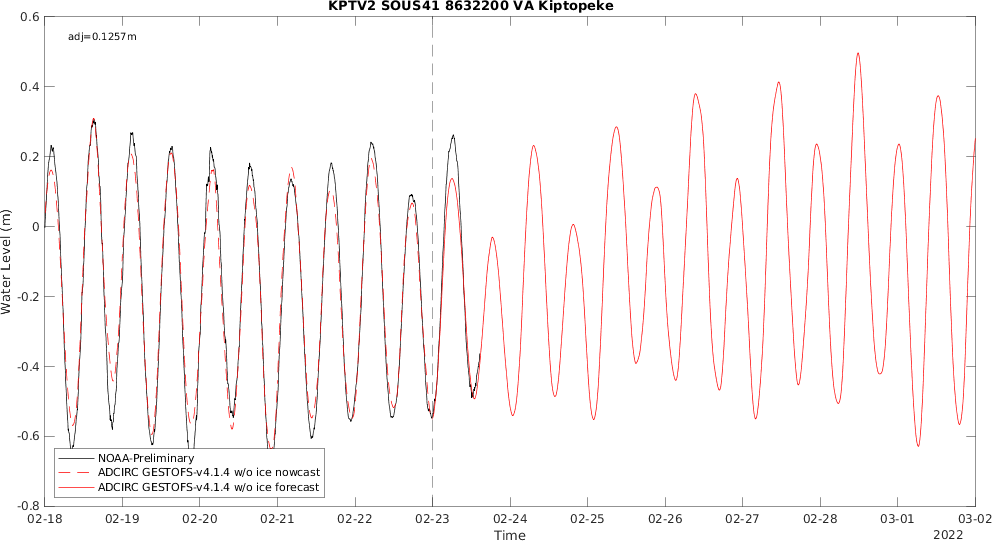 KPTV2 SOUS41 8632200 VA Kiptopeke
adj=0.1257m
0.6
0.4
0.2
0
-0.2
-0.4
-0.6
-0.8
Water Level (m)
NOAA-Preliminary
ADCIRC GESTOFS-v4.1.4 w/o ice nowcast
ADCIRC GESTOFS-v4.1.4 w/o ice forecast
02-18 02-19 02-20 02-21 02-22 02-23 02-24 02-25 02-26 02-27 02-28 03-01 03-02
Time
2022